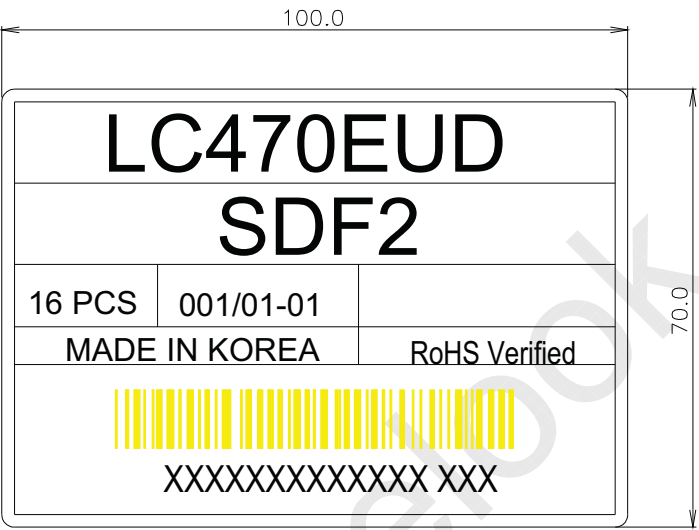 100.0
LC470EUD
SDF2
70.0
16 PCS 001/01-01
MADE IN KOREA RoHS Verified
XXXXXXXXXXXXX XXX